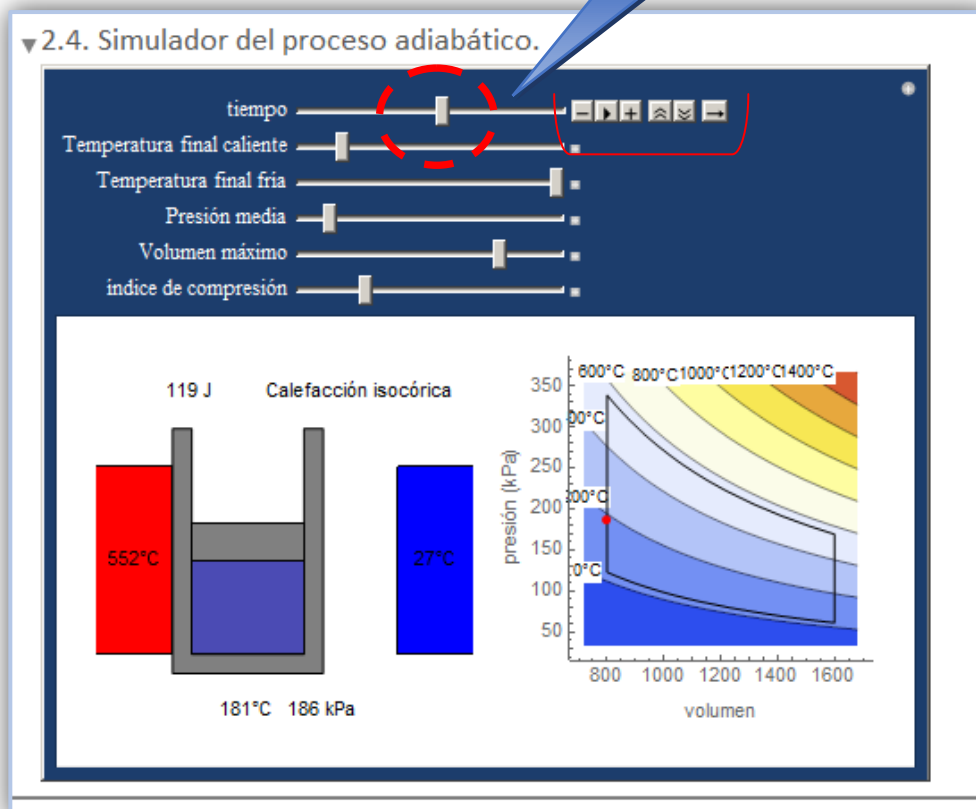 2.4. Simulador del proceso adiabático.
tiempo
Temperatura final caliente
Temperatura final fría
Presión media
Volumen máximo
índice de compresión
119 J Calefacción isocórica
552°C
27°C
181°C 186 kPa
600°C 800°C 1000° 1200° 1400°C
00°C
00°C
0°C
350
300
250
200
150
100
50
presión (kPa)
800 1000 1200 1400 1600
volumen